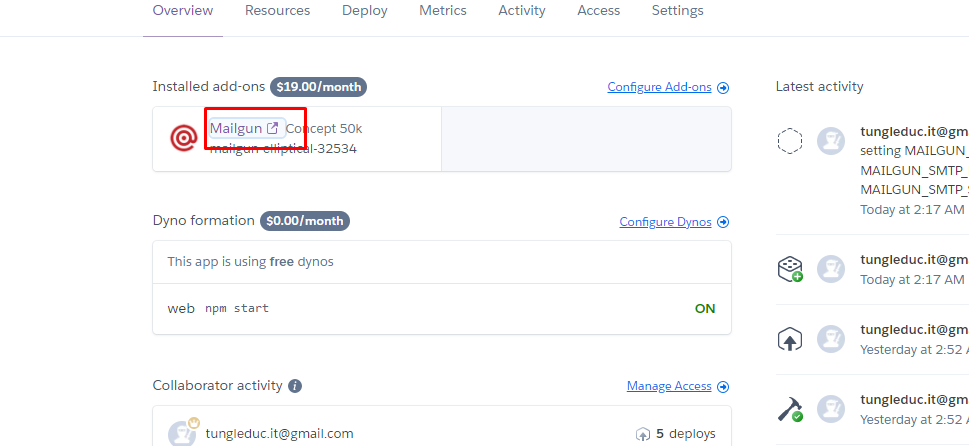 Overview Resources Deploy Metrics Activity Access Settings
Installed add-ons $19.00/month
Configure Add-ons
Mailgun Concept 50k
mailgun-elliptical-32534
Dyno formation $0.00/month
Configure Dynos
This app is using free dynos
web npm start ON
Collaborator activity i
Manage Access
tungleduc.it@gmail.com 5 deploys
Latest activity
tungleduc.it@gm
setting MAILGUN_
MAILGUN_SMTP_
MAILGUN_SMTP_S
Today at 2:17 AM
tungleduc.it@gm
Today at 2:17 AM
tungleduc.it@gm
Yesterday at 2:52 A
tungleduc.it@gm
Yesterday at 2:52 A